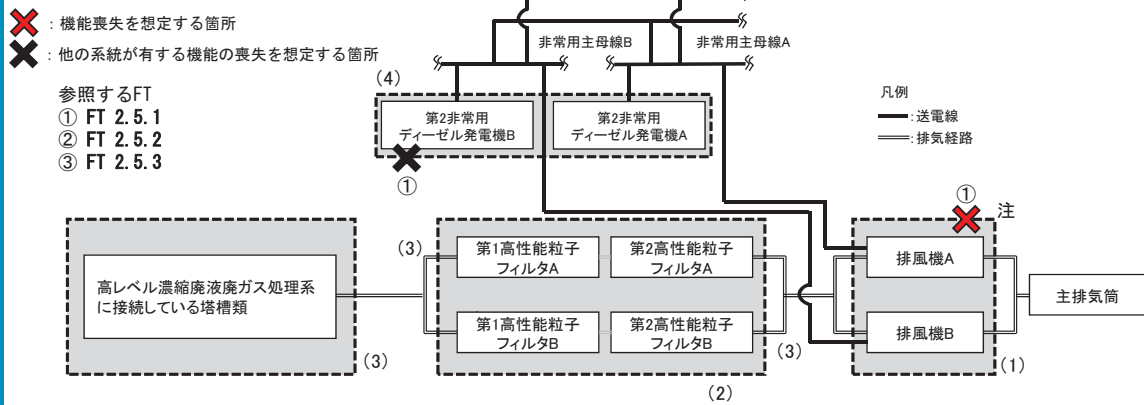 ：機能喪失を想定する箇所
：他の系統が有する機能の喪失を想定する箇所
参照するFT
① FT 2.5.1
② FT 2.5.2
③ FT 2.5.3
非常用主母線B
非常用主母線A
(4)
第2非常用
ディーゼル発電機B
第2非常用
ディーゼル発電機A
①
凡例
：送電線
：排気経路
高レベル濃縮廃液廃ガス処理系
に接続している塔槽類
(3)
(3)
第1高性能粒子
フィルタA
第2高性能粒子
フィルタA
第1高性能粒子
フィルタB
第2高性能粒子
フィルタB
(3)
(2)
①
注
排風機A
排風機B
(1)
主排気筒